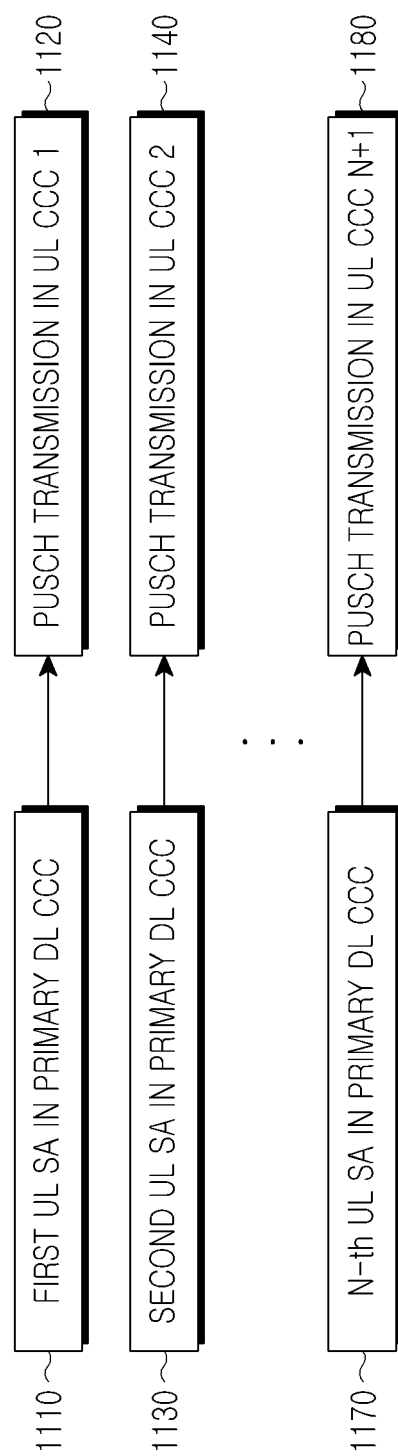 1110
FIRST UL SA IN PRIMARY DL CCC
PUSCH TRANSMISSION IN UL CCC 1
1120
1130
SECOND UL SA IN PRIMARY DL CCC
PUSCH TRANSMISSION IN UL CCC 2
1140
. . .
1170
N-th UL SA IN PRIMARY DL CCC
PUSCH TRANSMISSION IN UL CCC N+1
1180